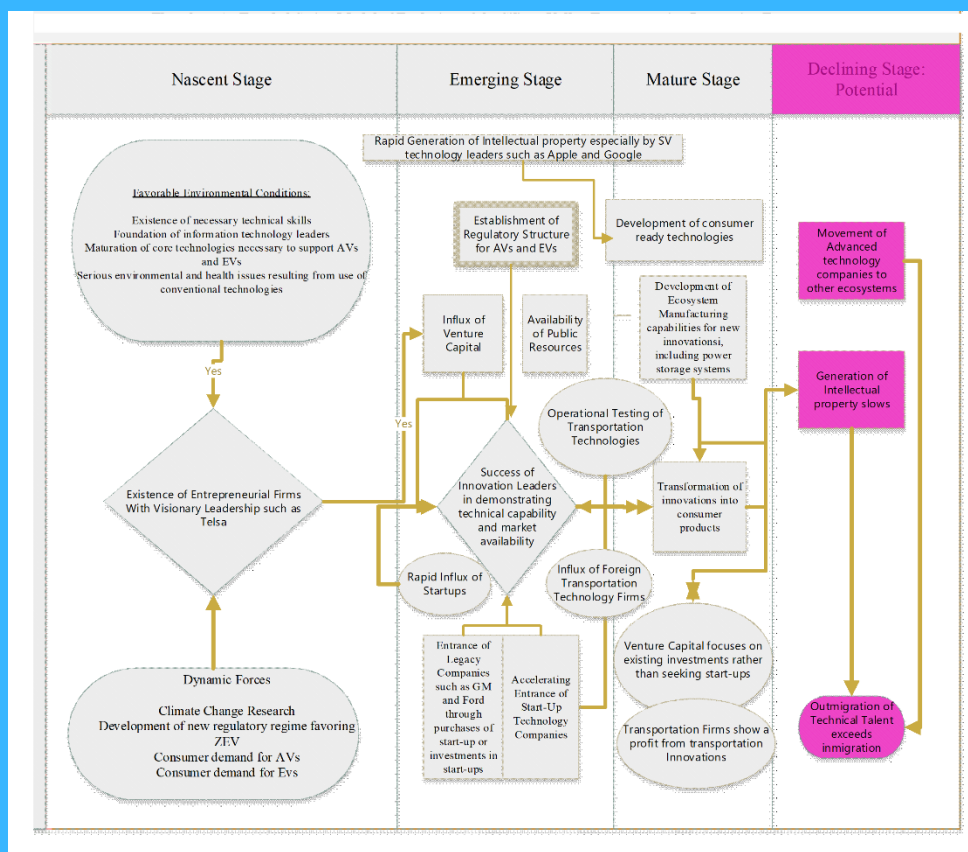 Nascent Stage
Emerging Stage
Mature Stage
Declining Stage:
Potential
Favorable Environmental Conditions:
Existence of necessary technical skills
Foundation of information technology leaders
Maturation of core technologies necessary to support AVs
and EVs
Serious environmental and health issues resulting from use of
conventional technologies
Yes
Existence of Entrepreneurial Firms
With Visionary Leadership such as
Telsa
Dynamic Forces
Climate Change Research
Development of new regulatory regime favoring
ZEV
Consumer demand for AVs
Consumer demand for Evs
Rapid Generation of Intellectual property especially by SV
technology leaders such as Apple and Google
Establishment of
Regulatory Structure
for AVs and EVs
Influx of
Venture
Capital
Availability
of Public
Resources
Yes
Operational Testing of
Transportation
Technologies
Success of
Innovation Leaders
in demonstrating
technical capability
and market
availability
Rapid Influx of
Startups
Influx of Foreign
Transportation
Technology Firms
Entrance of
Legacy
Companies
such as GM
and Ford
through
purchases of
start-up or
investments in
start-ups
Accelerating
Entrance of
Start-Up
Technology
Companies
Development of consumer
ready technologies
Development of
Ecosystem
Manufacturing
capabilities for new
innovationsi,
including power
storage systems
Transformation of
innovations into
consumer
products
Venture Capital focuses on
existing investments rather
than seeking start-ups
Transportation Firms show a
profit from transportation
Innovations
Movement of
Advanced
technology
companies to
other ecosystems
Generation of
Intellectual
property slows
Outmigration of
Technical Talent
exceeds
inmigration